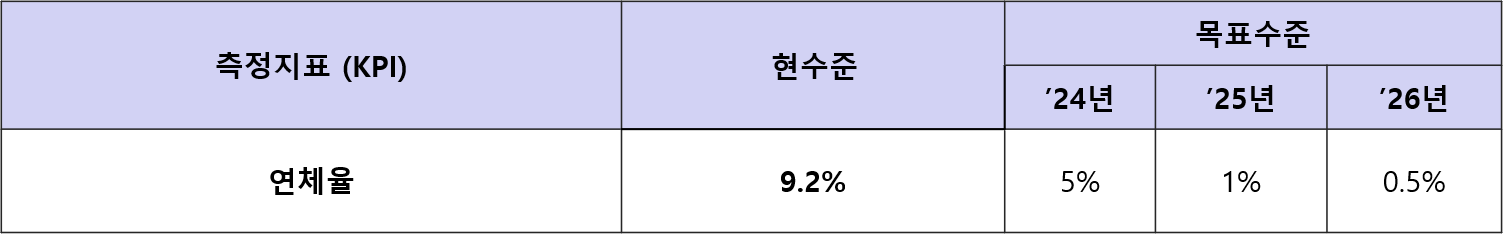 측정지표 (KPI)
현수준
목표수준
’24년
’25년
’26년
연체율
9.2%
5%
1%
0.5%